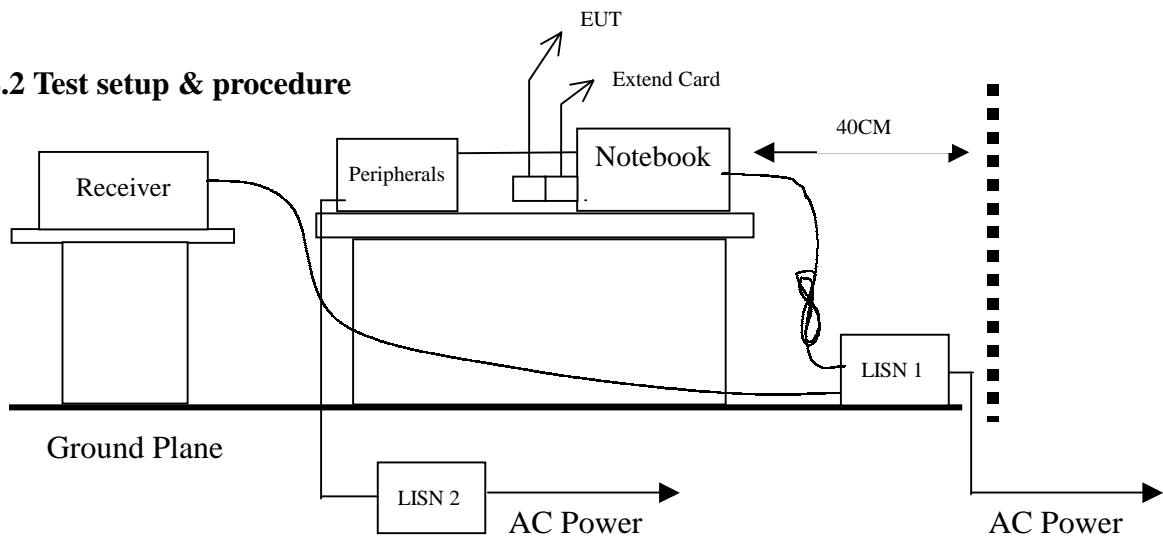 EUT
.2 Test setup & procedure
Extend Card
40CM
Receiver
Peripherals
Notebook
LISN 1
Ground Plane
LISN 2
AC Power
AC Power